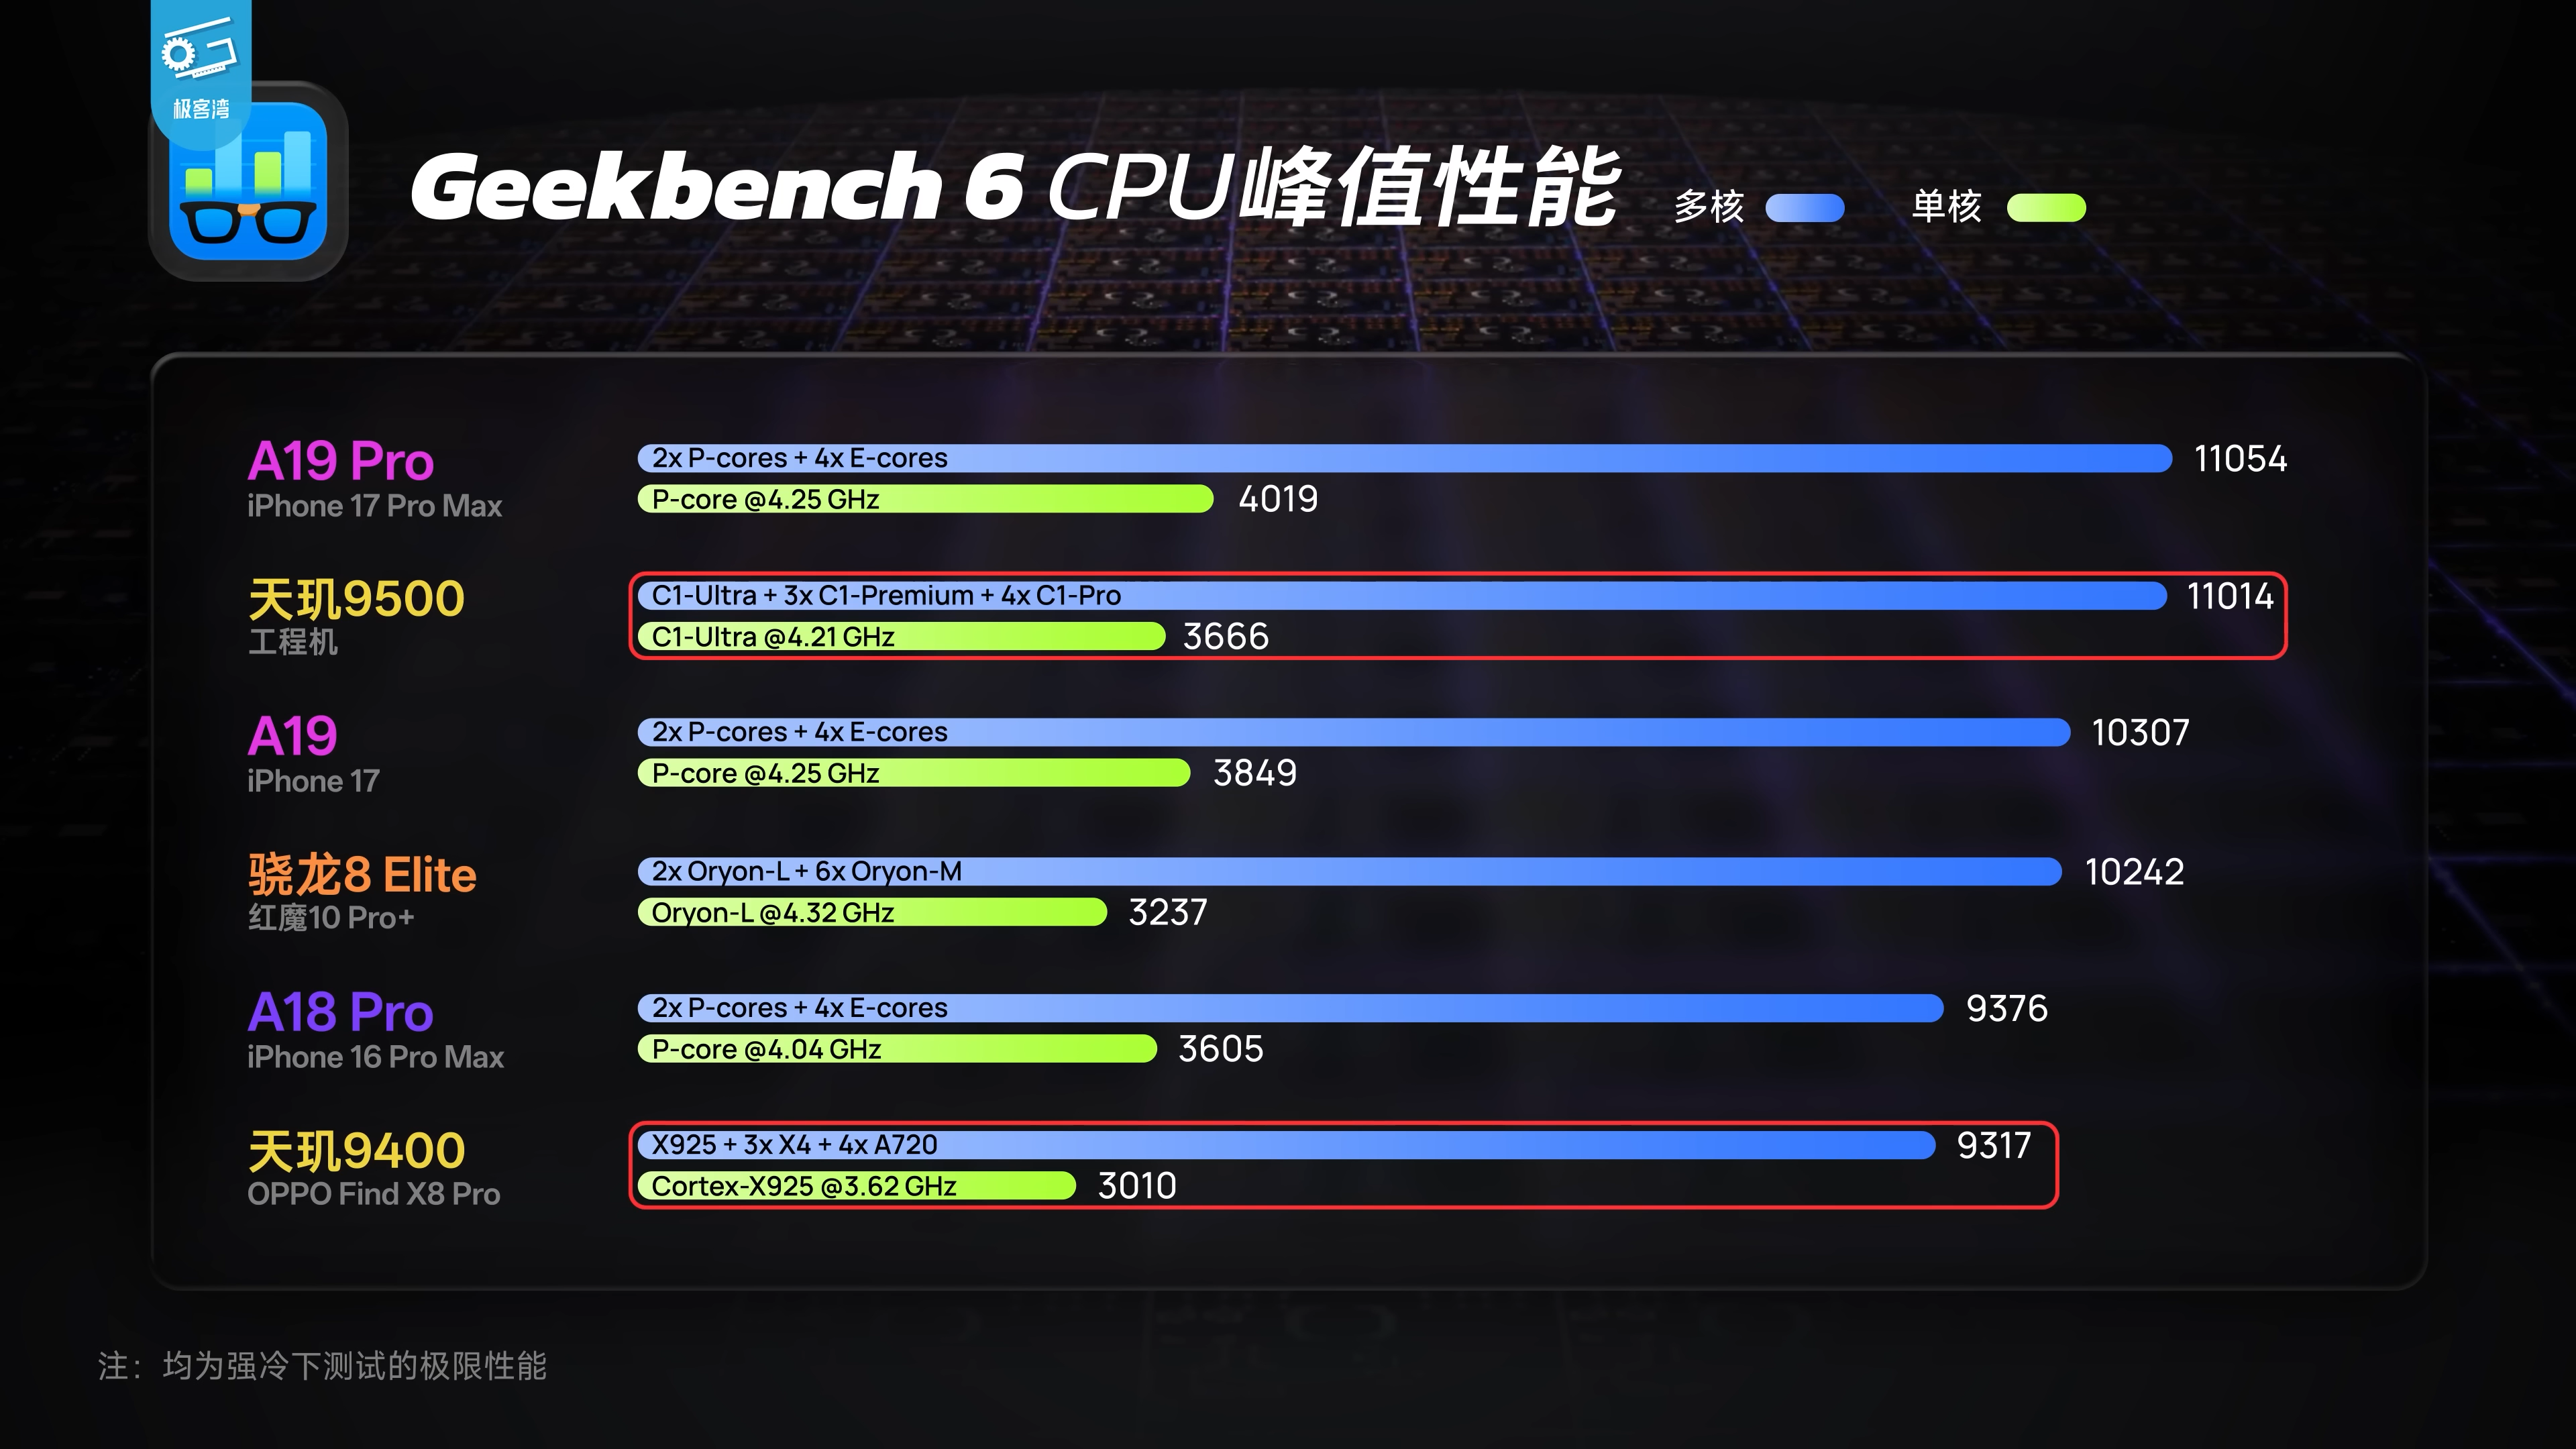 极客湾
Geekbench 6 CPU峰值性能
多核
单核
A19 Pro
iPhone 17 Pro Max
2x P-cores + 4x E-cores
11054
P-core @4.25 GHz
4019
天玑9500
工程机
C1-Ultra + 3x C1-Premium + 4x C1-Pro
11014
C1-Ultra @4.21 GHz
3666
A19
iPhone 17
2x P-cores + 4x E-cores
10307
P-core @4.25 GHz
3849
骁龙8 Elite
红魔10 Pro+
2x Oryon-L + 6x Oryon-M
10242
Oryon-L @4.32 GHz
3237
A18 Pro
iPhone 16 Pro Max
2x P-cores + 4x E-cores
9376
P-core @4.04 GHz
3605
天玑9400
OPPO Find X8 Pro
X925 + 3x X4 + 4x A720
9317
Cortex-X925 @3.62 GHz
3010
注：均为强冷下测试的极限性能